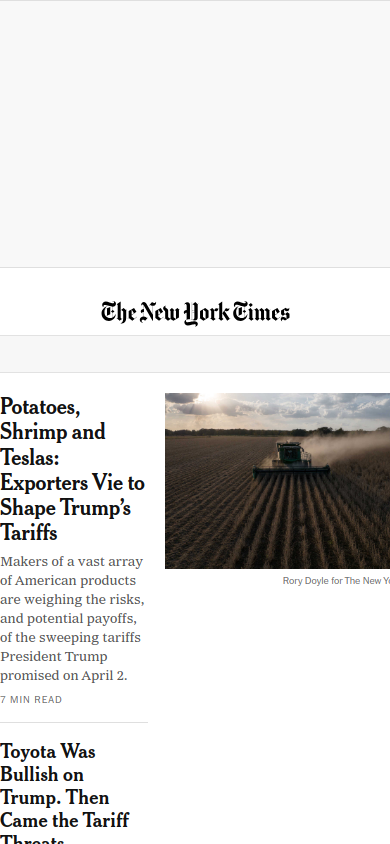 The New York Times
Potatoes,
Shrimp and
Teslas:
Exporters Vie to
Shape Trump’s
Tariffs
Makers of a vast array
of American products
are weighing the risks,
and potential payoffs,
of the sweeping tariffs
President Trump
promised on April 2.
7 MIN READ
Rory Doyle for The New
Toyota Was
Bullish on
Trump. Then
Came the Tariff
Threats